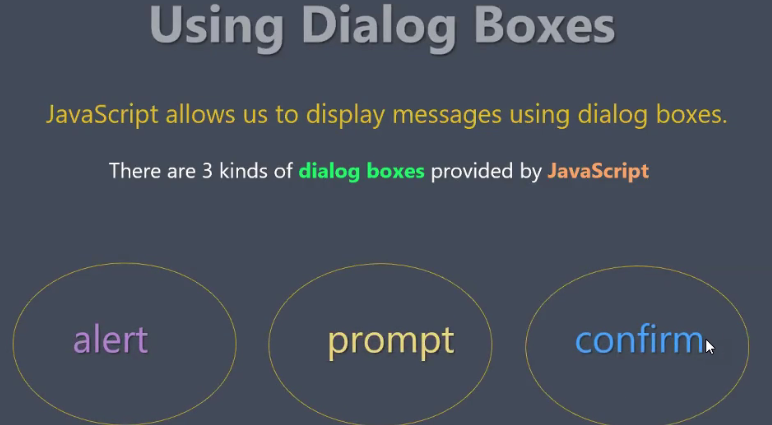 Using Dialog Boxes
JavaScript allows us to display messages using dialog boxes.
There are 3 kinds of dialog boxes provided by JavaScript
alert prompt confirm